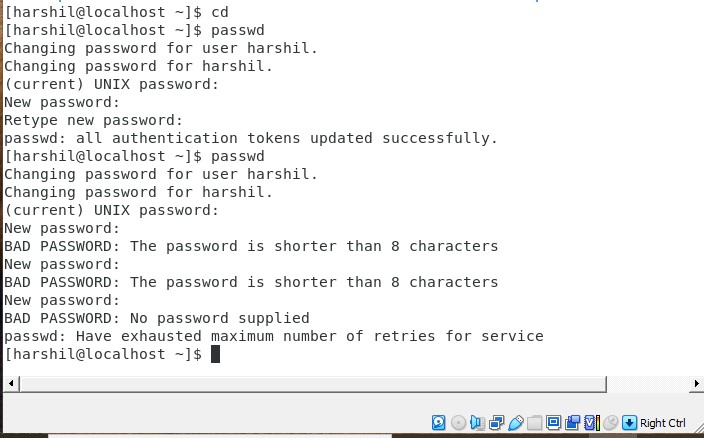 [harshil@localhost ~]$ cd
[harshil@localhost ~]$ passwd
Changing password for user harshil.
Changing password for harshil.
(current) UNIX password:
New password:
Retype new password:
passwd: all authentication tokens updated successfully.
[harshil@localhost ~]$ passwd
Changing password for user harshil.
Changing password for harshil.
(current) UNIX password:
New password:
BAD PASSWORD: The password is shorter than 8 characters
New password:
BAD PASSWORD: The password is shorter than 8 characters
New password:
BAD PASSWORD: No password supplied
passwd: Have exhausted maximum number of retries for service
[harshil@localhost ~]$
Right Ctrl